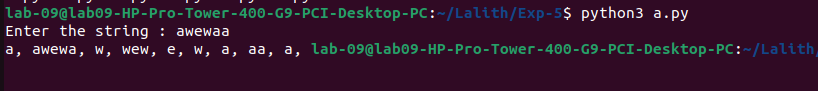 lab-09@lab09-HP-Pro-Tower-400-G9-PCI-Desktop-PC:~/Lalith/Exp-5$ python3 a.py
Enter the string : awewaa
a, awewa, w, wew, e, w, a, aa, a, lab-09@lab09-HP-Pro-Tower-400-G9-PCI-Desktop-PC:~/Lalith/